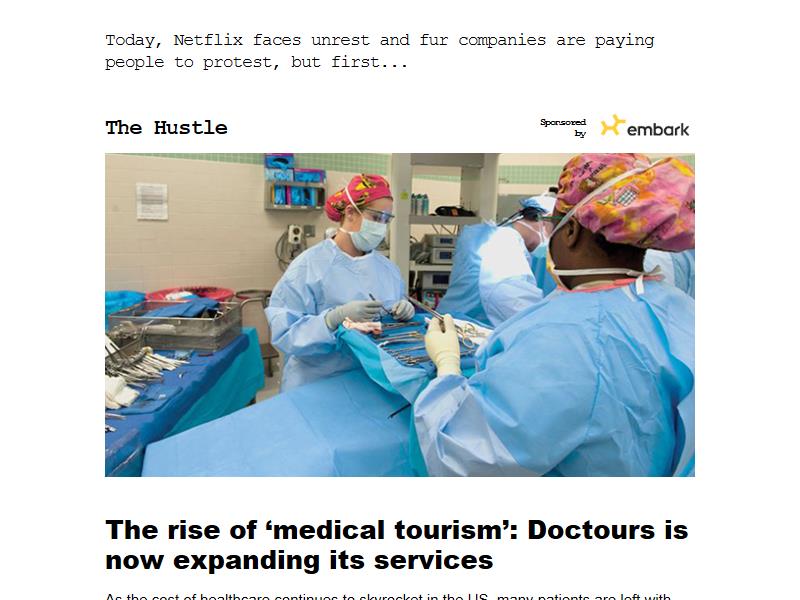 Today, Netflix faces unrest and fur companies are paying
people to protest, but first...
The Hustle
Sponsored
by
embark
The rise of ‘medical tourism’: Doctours is
now expanding its services
As the cost of healthcare continues to skyrocket in the US, many patients are left with